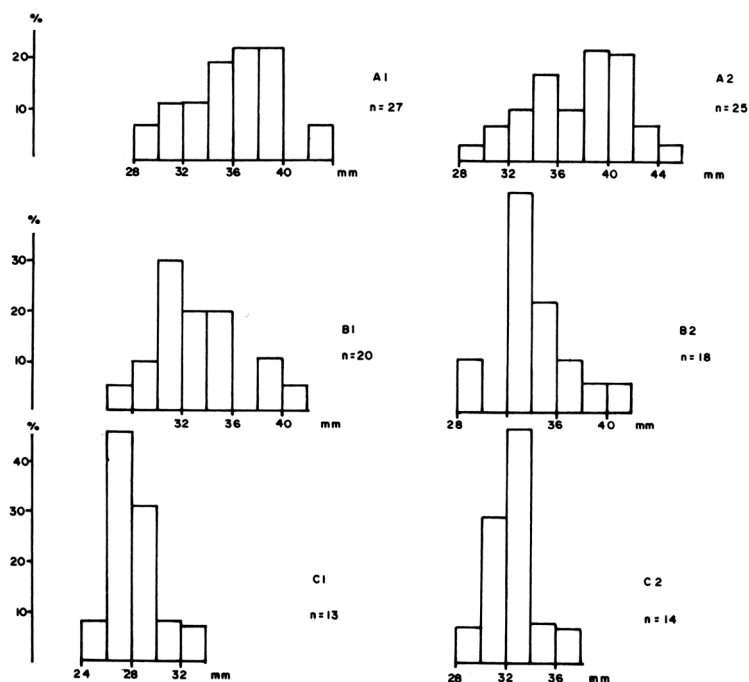 %
20
10
A1
n=27
28 32 36 40 mm
A2
n=25
28 32 36 40 44 mm
%
30
20
10
B1
n=20
32 36 40 mm
B2
n=18
28 36 40 mm
%
40
30
20
10
C1
n=13
24 28 32 mm
C2
n=14
28 32 36 mm